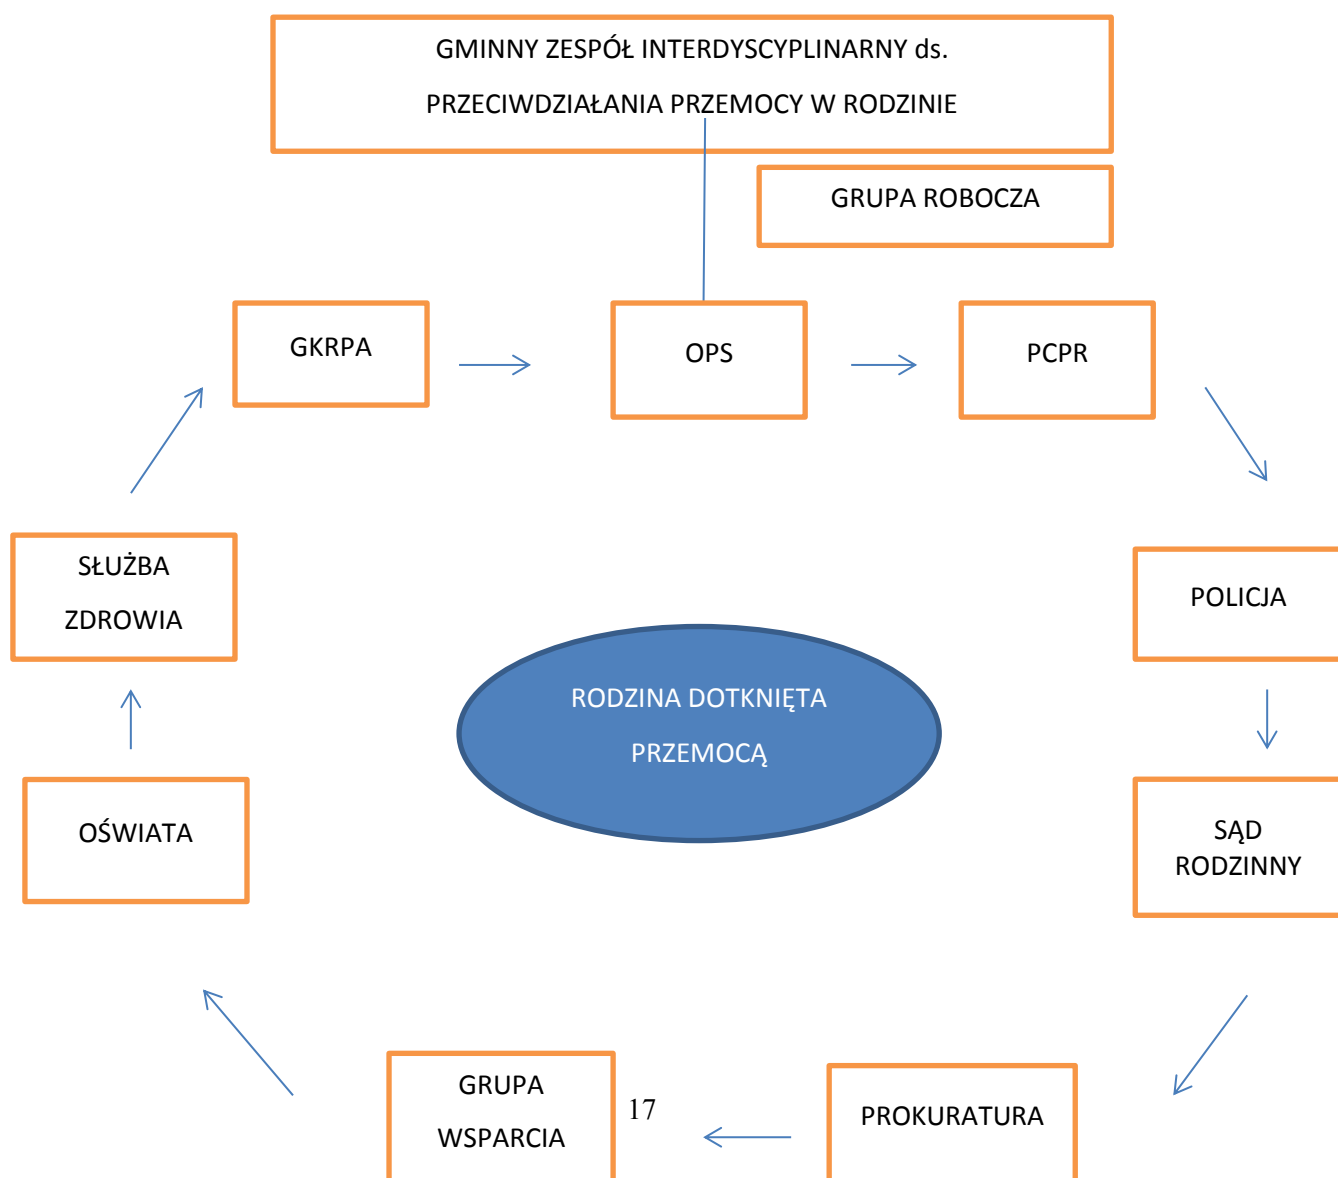 GMINNY ZESPÓŁ INTERDYSCYPLINARNY ds.
PRZECIWDZIAŁANIA PRZEMOCY W RODZINIE
GRUPA ROBOCZA
GKRPA
OPS
PCPR
SŁUŻBA
ZDROWIA
POLICJA
RODZINA DOTKNIĘTA
PRZEMOCĄ
OŚWIATA
SĄD
RODZINNY
GRUPA
WSPARCIA
17
PROKURATURA